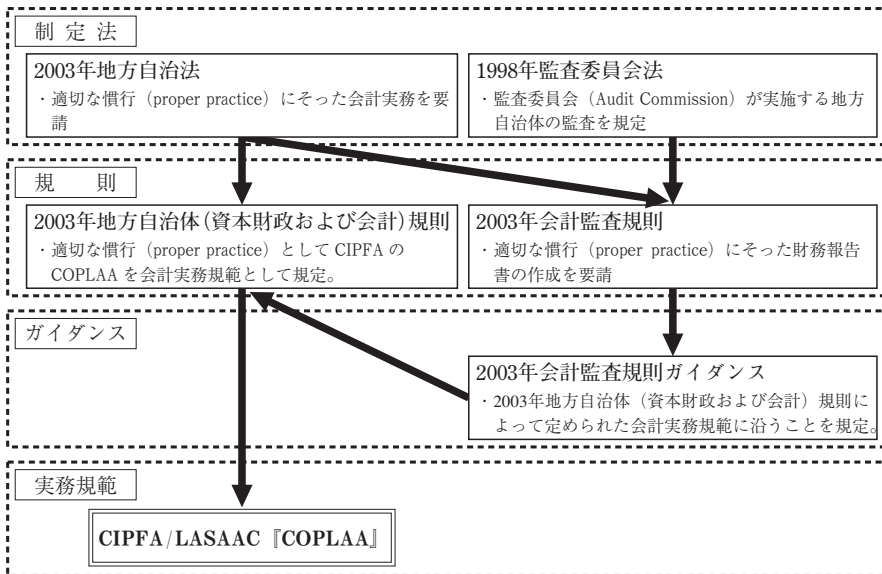 制 定 法
2003年地方自治法
・適切な慣行（proper practice）にそった会計実務を要
請
1998年監査委員会法
・監査委員会（Audit Commission）が実施する地方
自治体の監査を規定
規　　則
2003年地方自治体（資本財政および会計）規則
・適切な慣行（proper practice）として CIPFA の
COPLAA を会計実務規範として規定。
2003年会計監査規則
・適切な慣行（proper practice）にそった財務報告
書の作成を要請
ガイダンス
2003年会計監査規則ガイダンス
・2003年地方自治体（資本財政および会計）規則に
よって定められた会計実務規範に沿うことを規定。
実務規範
CIPFA/LASAAC『COPLAA』